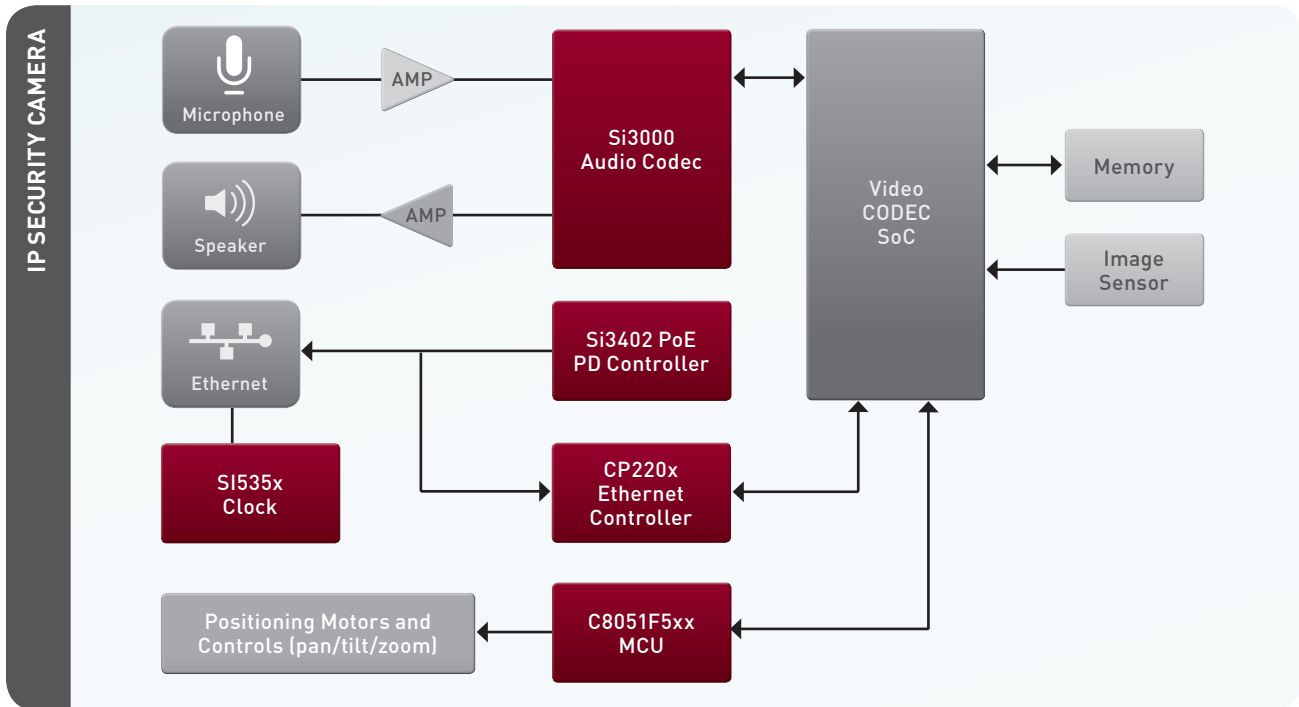 IP SECURITY CAMERA
Microphone
AMP
Si3000
Audio Codec
Speaker
AMP
Video
CODEC
SoC
Memory
Image
Sensor
Ethernet
Si3402 PoE
PD Controller
SI535x
Clock
CP220x
Ethernet
Controller
Positioning Motors and
Controls (pan/tilt/zoom)
C8051F5xx
MCU